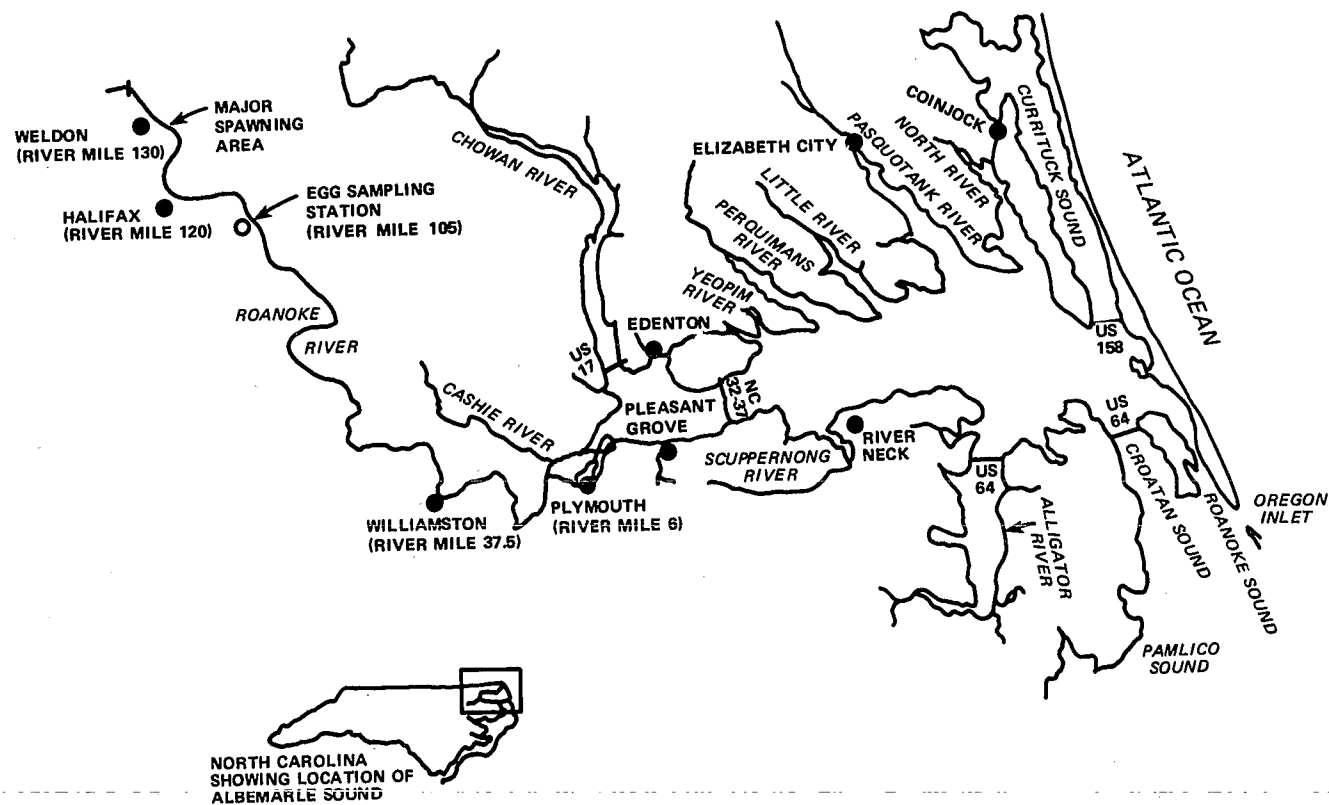 MAJOR
SPAWNING
AREA
WELDON
(RIVER MILE 130)
HALIFAX
(RIVER MILE 120)
EGG SAMPLING
STATION
(RIVER MILE 105)
ROANOKE
RIVER
CHOWAN RIVER
CASHIE RIVER
WILLIAMSTON
(RIVER MILE 37.5)
PLYMOUTH
(RIVER MILE 6)
US
17
EDENTON
PLEASANT
GROVE
NC
32-37
YEOPIM
RIVER
PERQUIMANS
RIVER
LITTLE RIVER
ELIZABETH CITY
PASQUOTANK RIVER
NORTH RIVER
COINJOCK
CURRITUCK SOUND
ATLANTIC OCEAN
US
158
SCUPPERNONG
RIVER
RIVER
NECK
US
64
ALLIGATOR
RIVER
US
64
CROATAN SOUND
ROANOKE SOUND
OREGON
INLET
PAMLICO
SOUND
NORTH CAROLINA
SHOWING LOCATION OF
ALBEMARLE SOUND